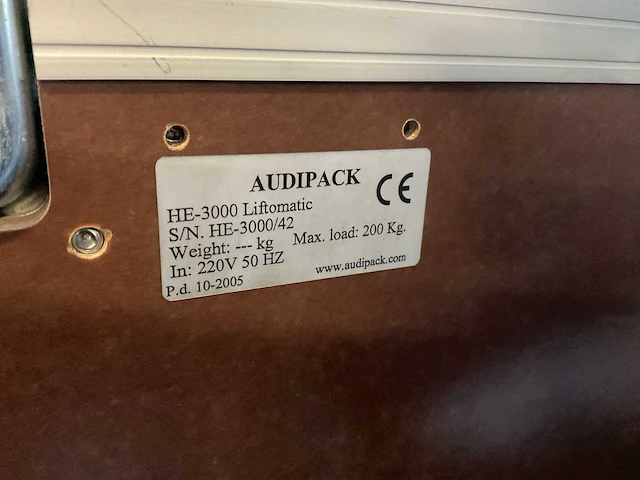 AUDIPACK CE
HE-3000 Liftomatic
S/N. HE-3000/42
Weight: --- kg Max. load: 200 Kg.
In: 220V 50 HZ www.audipack.com
P.d. 10-2005